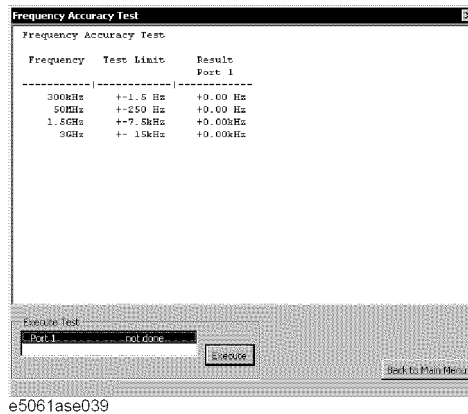 Frequency Accuracy Test
Frequency Accuracy Test
Frequency Test Limit Result
Port 1
-----------|-------------|------------
300kHz +-1.5 Hz +0.00 Hz
50MHz +-250 Hz +0.00 Hz
1.5GHz +-7.5kHz +0.00kHz
3GHz +- 15kHz +0.00kHz
Execute Test
Port 1 not done
Execute
Back to Main Menu
e5061ase039